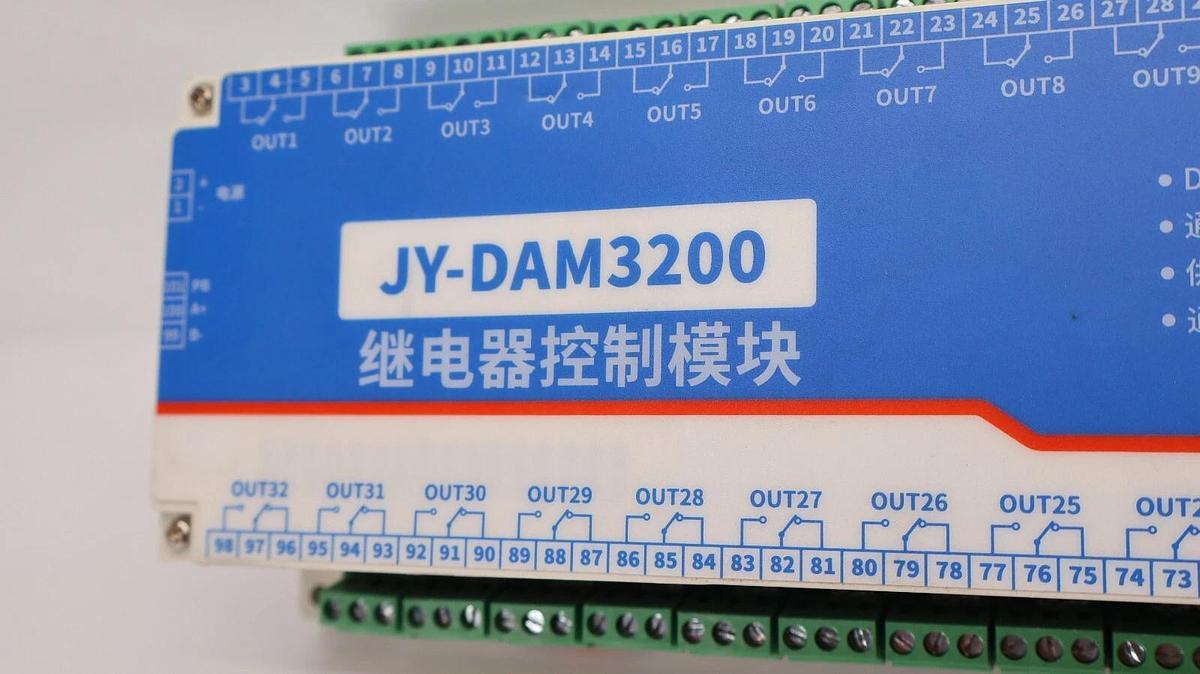 3 4 5 6 7 8 9 10 11 12 13 14 15 16 17 18 19 20 21 22 23 24 25 26 27 28
OUT1 OUT2 OUT3 OUT4 OUT5 OUT6 OUT7 OUT8 OUT9
2 + 电源
1 -
PB
A+
B-
JY-DAM3200
继电器控制模块
OUT32 OUT31 OUT30 OUT29 OUT28 OUT27 OUT26 OUT25
98 97 96 95 94 93 92 91 90 89 88 87 86 85 84 83 82 81 80 79 78 77 76 75 74 73